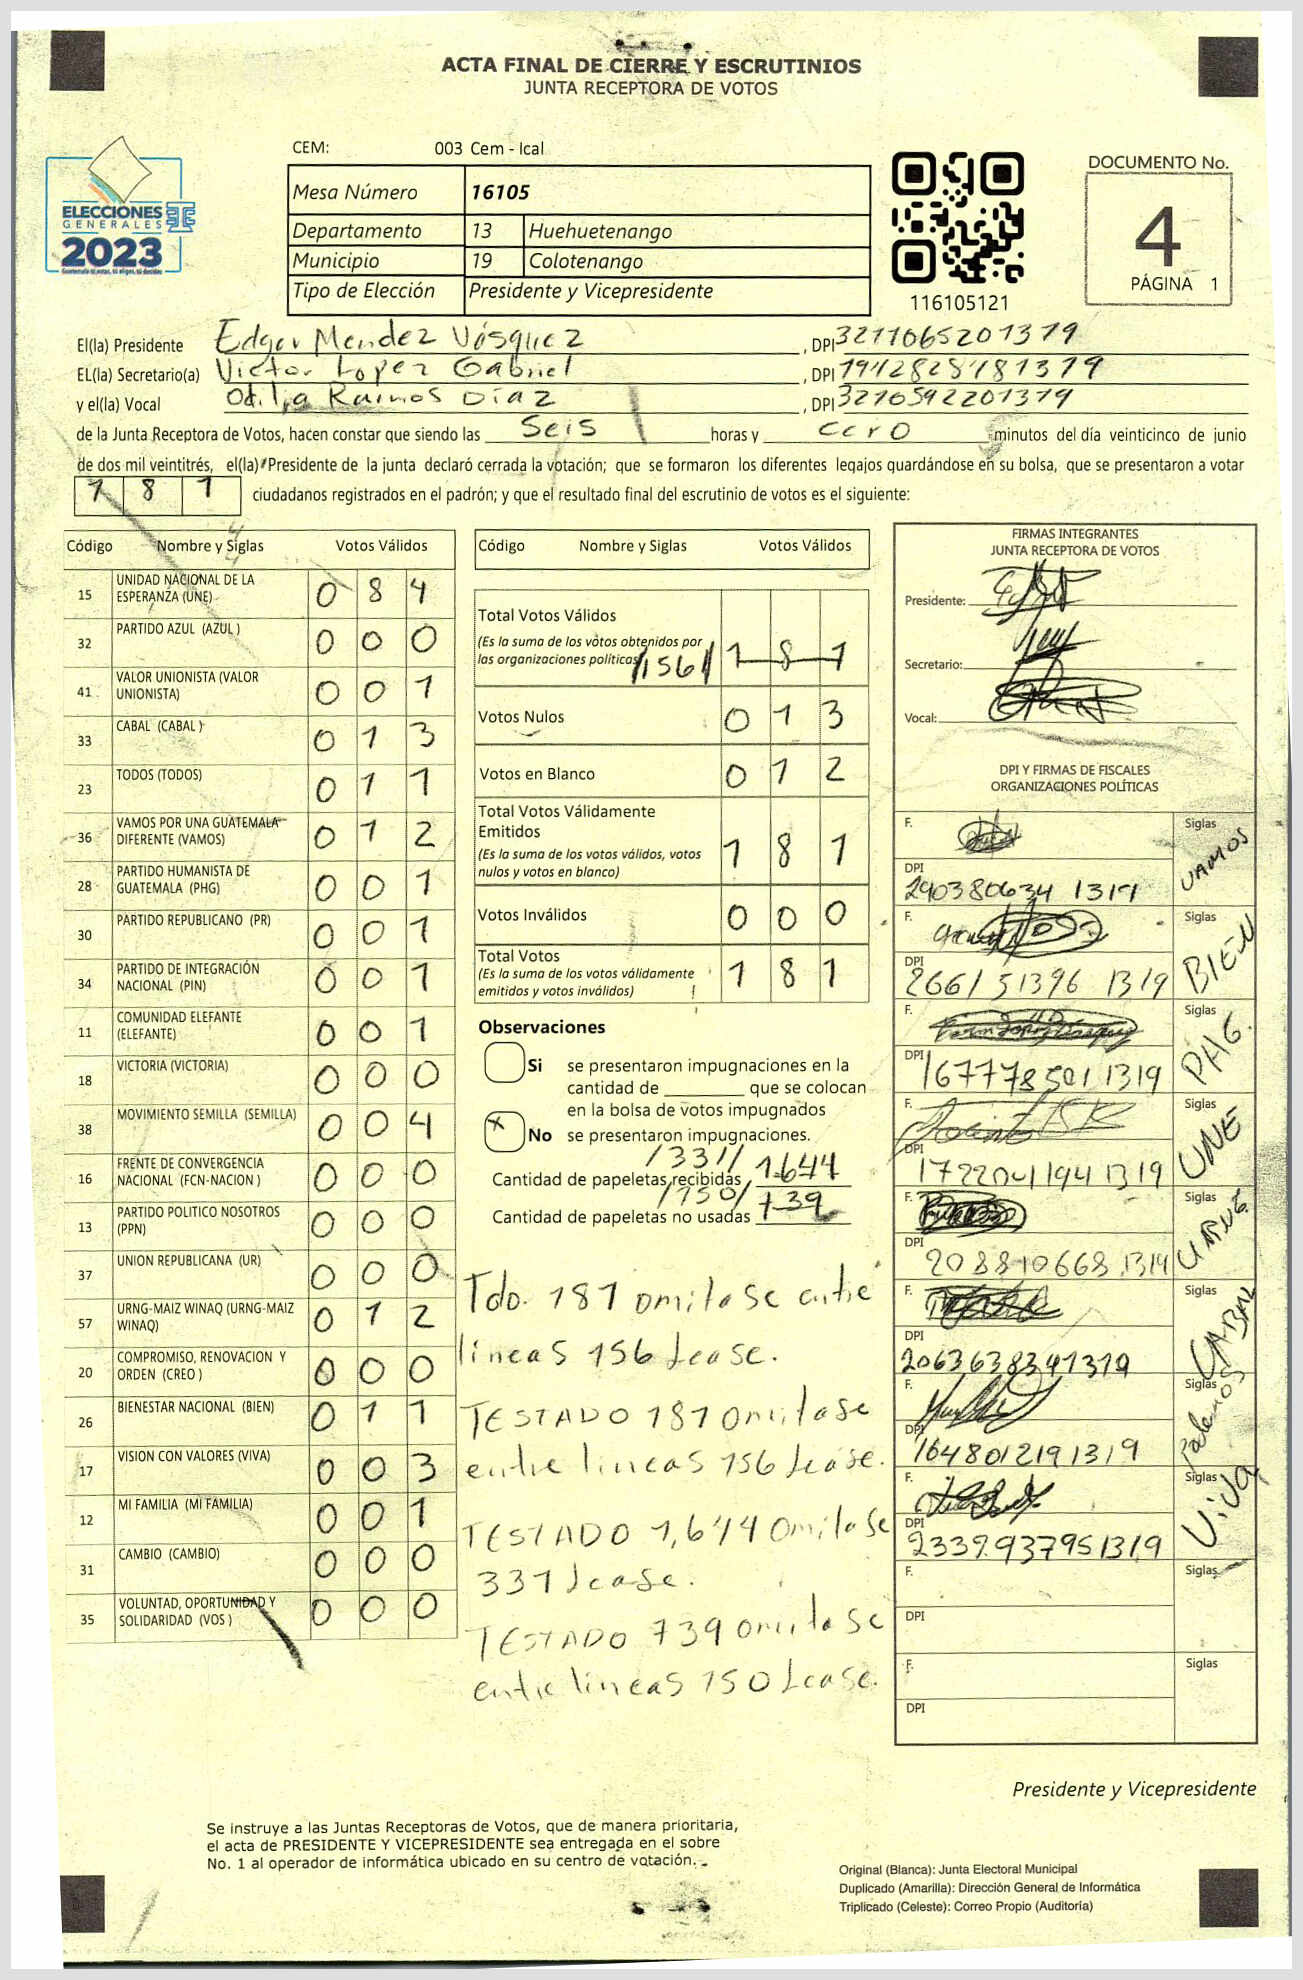 ACTA FINAL DE CIERRE Y ESCRUTINIOS
JUNTA RECEPTORA DE VOTOS
ELECCIONES
GENERALES
2023
CEM: 003 Cem - Ical
Mesa Número 16105
Departamento 13 Huehuetenango
Municipio 19 Colotenango
Tipo de Elección Presidente y Vicepresidente
116105121
DOCUMENTO No.
4
PÁGINA 1
El(la) Presidente Edgar Mendez Vásquez , DPI 3211065201319
EL(la) Secretario(a) Victor Lopez Gabriel , DPI 1912828481319
y el(la) Vocal Odilia Ramos Díaz , DPI 3210592201319
de la Junta Receptora de Votos, hacen constar que siendo las Seis horas y cero minutos del día veinticinco de junio
de dos mil veintitrés, el(la) Presidente de la junta declaró cerrada la votación; que se formaron los diferentes legajos guardándose en su bolsa, que se presentaron a votar
181 ciudadanos registrados en el padrón; y que el resultado final del escrutinio de votos es el siguiente:
Código Nombre y Siglas Votos Válidos
15 UNIDAD NACIONAL DE LA ESPERANZA (UNE) 0 8 4
32 PARTIDO AZUL (AZUL ) 0 0 0
41 VALOR UNIONISTA (VALOR UNIONISTA) 0 0 1
33 CABAL (CABAL ) 0 1 3
23 TODOS (TODOS) 0 1 1
36 VAMOS POR UNA GUATEMALA DIFERENTE (VAMOS) 0 1 2
28 PARTIDO HUMANISTA DE GUATEMALA (PHG) 0 0 1
30 PARTIDO REPUBLICANO (PR) 0 0 1
34 PARTIDO DE INTEGRACIÓN NACIONAL (PIN) 0 0 1
11 COMUNIDAD ELEFANTE (ELEFANTE) 0 0 1
18 VICTORIA (VICTORIA) 0 0 0
38 MOVIMIENTO SEMILLA (SEMILLA) 0 0 4
16 FRENTE DE CONVERGENCIA NACIONAL (FCN-NACION ) 0 0 0
13 PARTIDO POLITICO NOSOTROS (PPN) 0 0 0
37 UNION REPUBLICANA (UR) 0 0 0
57 URNG-MAIZ WINAQ (URNG-MAIZ WINAQ) 0 1 2
20 COMPROMISO, RENOVACION Y ORDEN (CREO ) 0 0 0
26 BIENESTAR NACIONAL (BIEN) 0 1 1
17 VISION CON VALORES (VIVA) 0 0 3
12 MI FAMILIA (MI FAMILIA) 0 0 1
31 CAMBIO (CAMBIO) 0 0 0
35 VOLUNTAD, OPORTUNIDAD Y SOLIDARIDAD (VOS ) 0 0 0
Código Nombre y Siglas Votos Válidos
Total Votos Válidos
(Es la suma de los votos obtenidos por
las organizaciones políticas) //156// 1 8 1
Votos Nulos 0 1 3
Votos en Blanco 0 1 2
Total Votos Válidamente
Emitidos
(Es la suma de los votos válidos, votos
nulos y votos en blanco) 1 8 1
Votos Inválidos 0 0 0
Total Votos
(Es la suma de los votos válidamente
emitidos y votos inválidos) 1 8 1
Observaciones
Si se presentaron impugnaciones en la
cantidad de ________ que se colocan
en la bolsa de votos impugnados
X No se presentaron impugnaciones.
/331//
Cantidad de papeletas recibidas 1,644
/150/
Cantidad de papeletas no usadas 739
Tdo. 181 omitase entre
lineas 156 Lease.
TESTADO 181 omitase
entre lineas 156 Lease.
TESTADO 1,644 omitase
331 Lease.
TESTADO 739 omitase
entre lineas 150 Lease.
FIRMAS INTEGRANTES
JUNTA RECEPTORA DE VOTOS
Presidente:
Secretario:
Vocal:
DPI Y FIRMAS DE FISCALES
ORGANIZACIONES POLÍTICAS
F. Siglas VAMOS
DPI 290380634 1319
F. Siglas BIEN
DPI 266151396 1319
F. Siglas PHG.
DPI 167778501 1319
F. Siglas UNE
DPI 172204194 1319
F. Siglas URNG
DPI 208810668 1319
F. Siglas CABAL
DPI 2063638341319
F. Siglas
DPI 1648012191319
F. Siglas VIVA
DPI 2339937951319
F. Siglas
DPI
F. Siglas
DPI
Presidente y Vicepresidente
Se instruye a las Juntas Receptoras de Votos, que de manera prioritaria,
el acta de PRESIDENTE Y VICEPRESIDENTE sea entregada en el sobre
No. 1 al operador de informática ubicado en su centro de votación.
Original (Blanca): Junta Electoral Municipal
Duplicado (Amarilla): Dirección General de Informática
Triplicado (Celeste): Correo Propio (Auditoría)